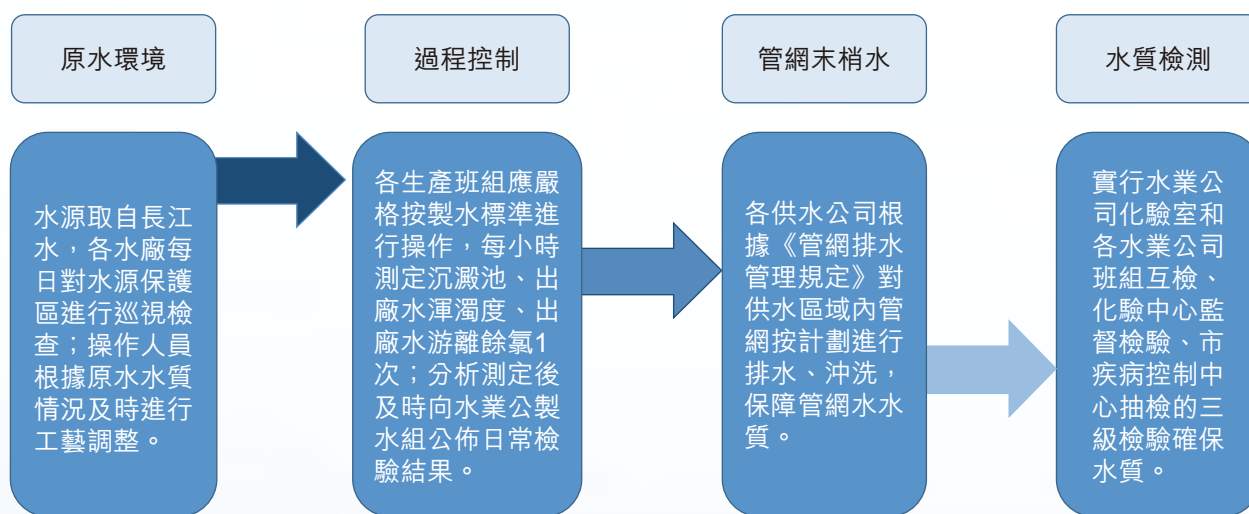 原水環境
過程控制
管網末梢水
水质檢測
水源取自長江
水，各水廠每
日對水源保護
區進行巡視檢
查；操作人員
根據原水水質
情況及時進行
工藝調整。
各生產班組應嚴
格按製水標準進
行操作，每小時
測定沉澱池、出
廠水渾濁度、出
廠水游離餘氯1
次；分析測定後
及時向水業公製
水組公佈日常檢
驗結果。
各供水公司根
據《管網排水
管理規定》對
供水區域內管
網按計劃進行
排水、沖洗，
保障管網水水
質。
實行水業公
司化驗室和
各水業公司
班組互檢、
化驗中心監
督檢驗、市
疾病控制中
心抽檢的三
級檢驗確保
水質。